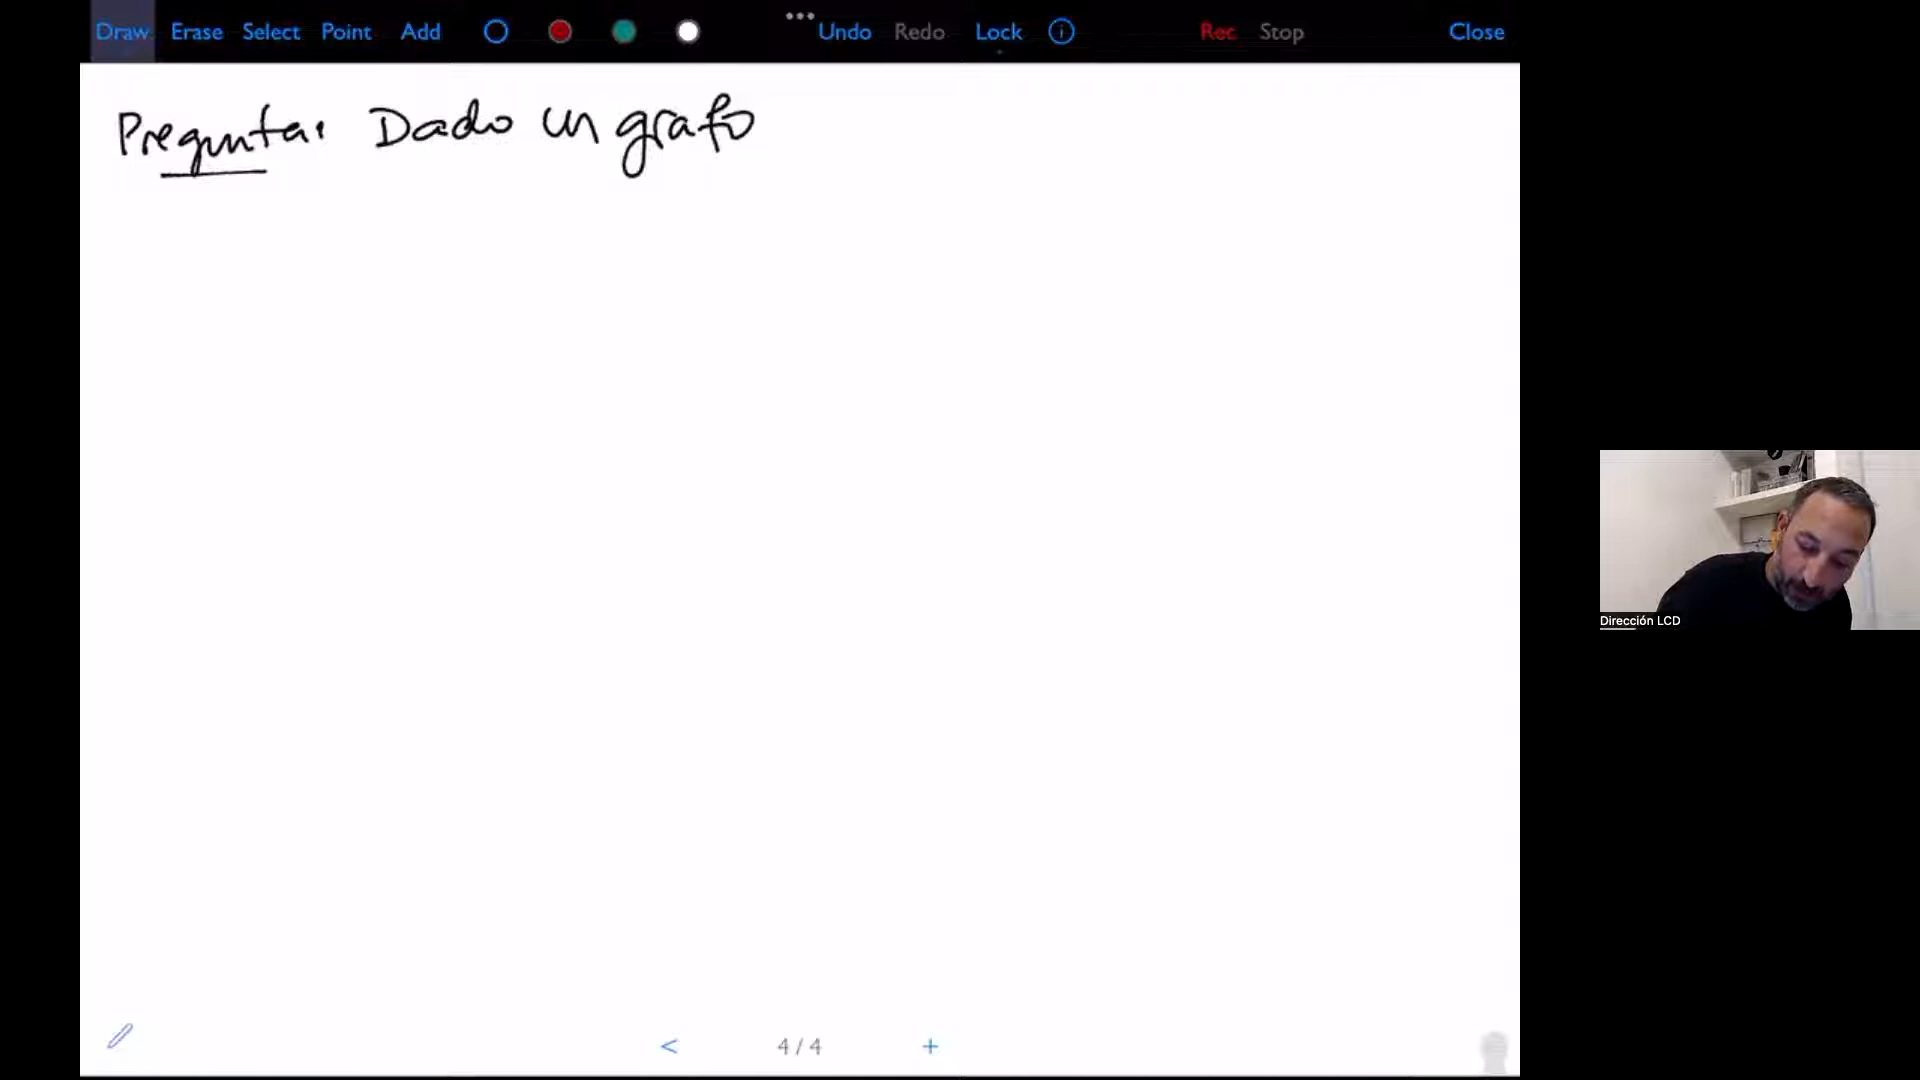 Draw Erase Select Point Add Undo Redo Lock Rec Stop Close
Pregunta: Dado un grafo
Dirección LCD
< 4 / 4 +